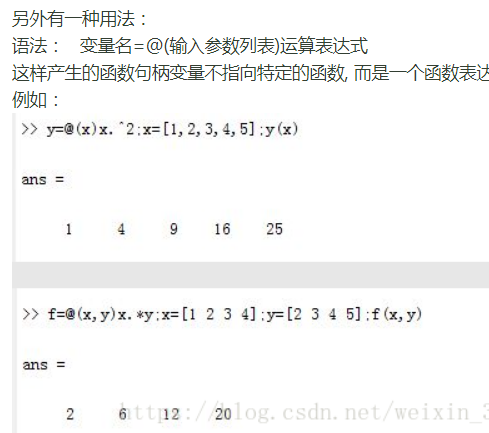 另外有一种用法：
语法： 变量名=@(输入参数列表)运算表达式
这样产生的函数句柄变量不指向特定的函数, 而是一个函数表达
例如：
>> y=@(x)x.^2;x=[1,2,3,4,5];y(x)
ans =
1 4 9 16 25
>> f=@(x,y)x.*y;x=[1 2 3 4];y=[2 3 4 5];f(x,y)
ans =
2 6 12 20
https://blog.csdn.net/weixin_3